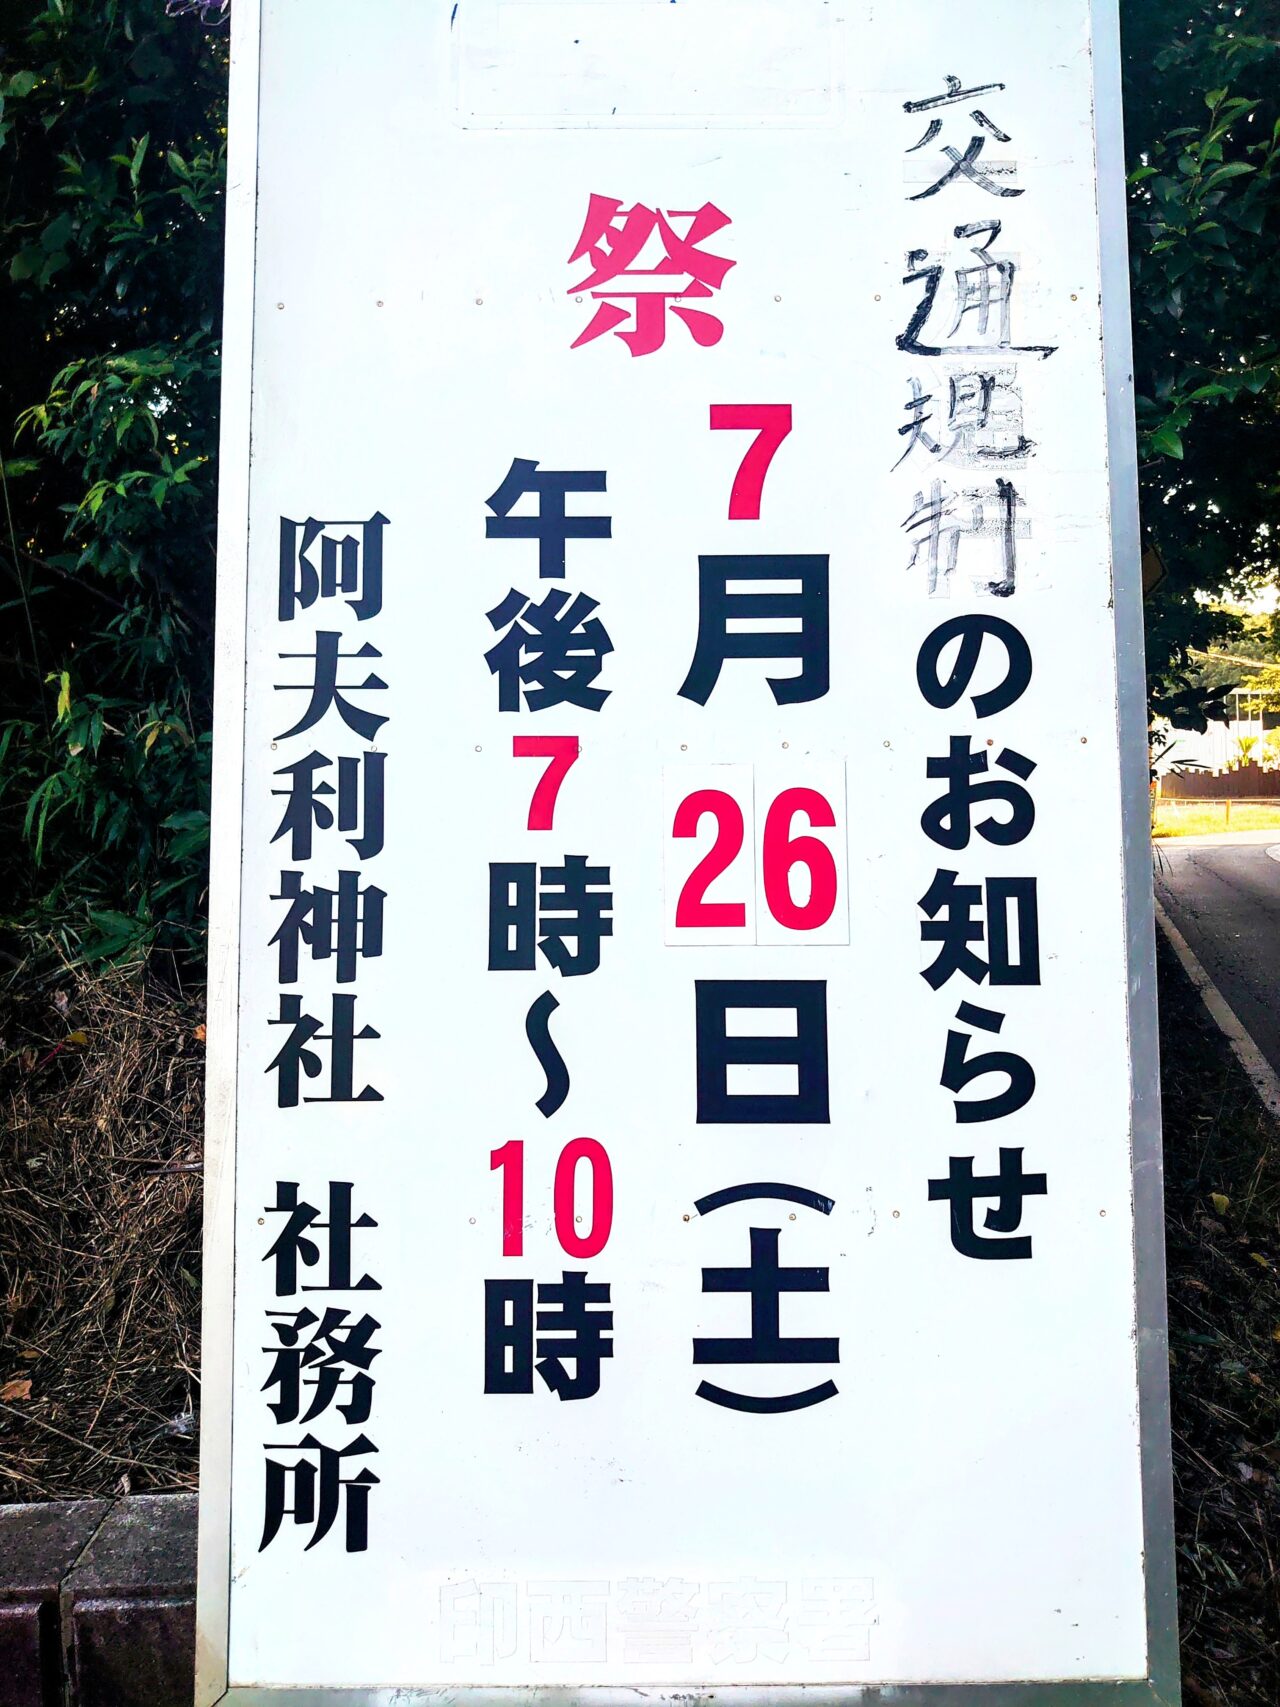 交通規制のお知らせ
祭
7月26日(土)
午後7時〜10時
阿夫利神社 社務所
印西警察署